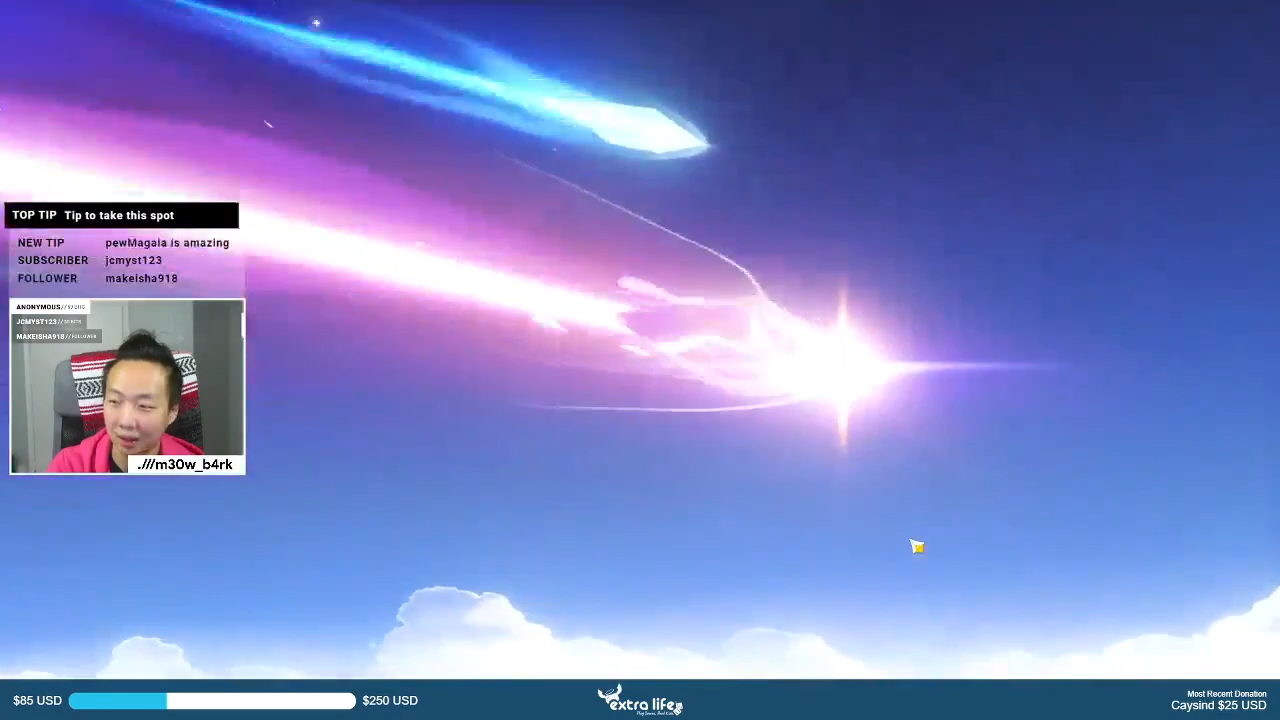 TOP TIP Tip to take this spot
NEW TIP pewMagala is amazing
SUBSCRIBER jcmyst123
FOLLOWER makeisha918
ANONYMOUS//
JCMYST123//
MAKEISHA918//FOLLOWER
.///m30w_b4rk
$85 USD
$250 USD
extra life
Most Recent Donation
Caysind $25 USD